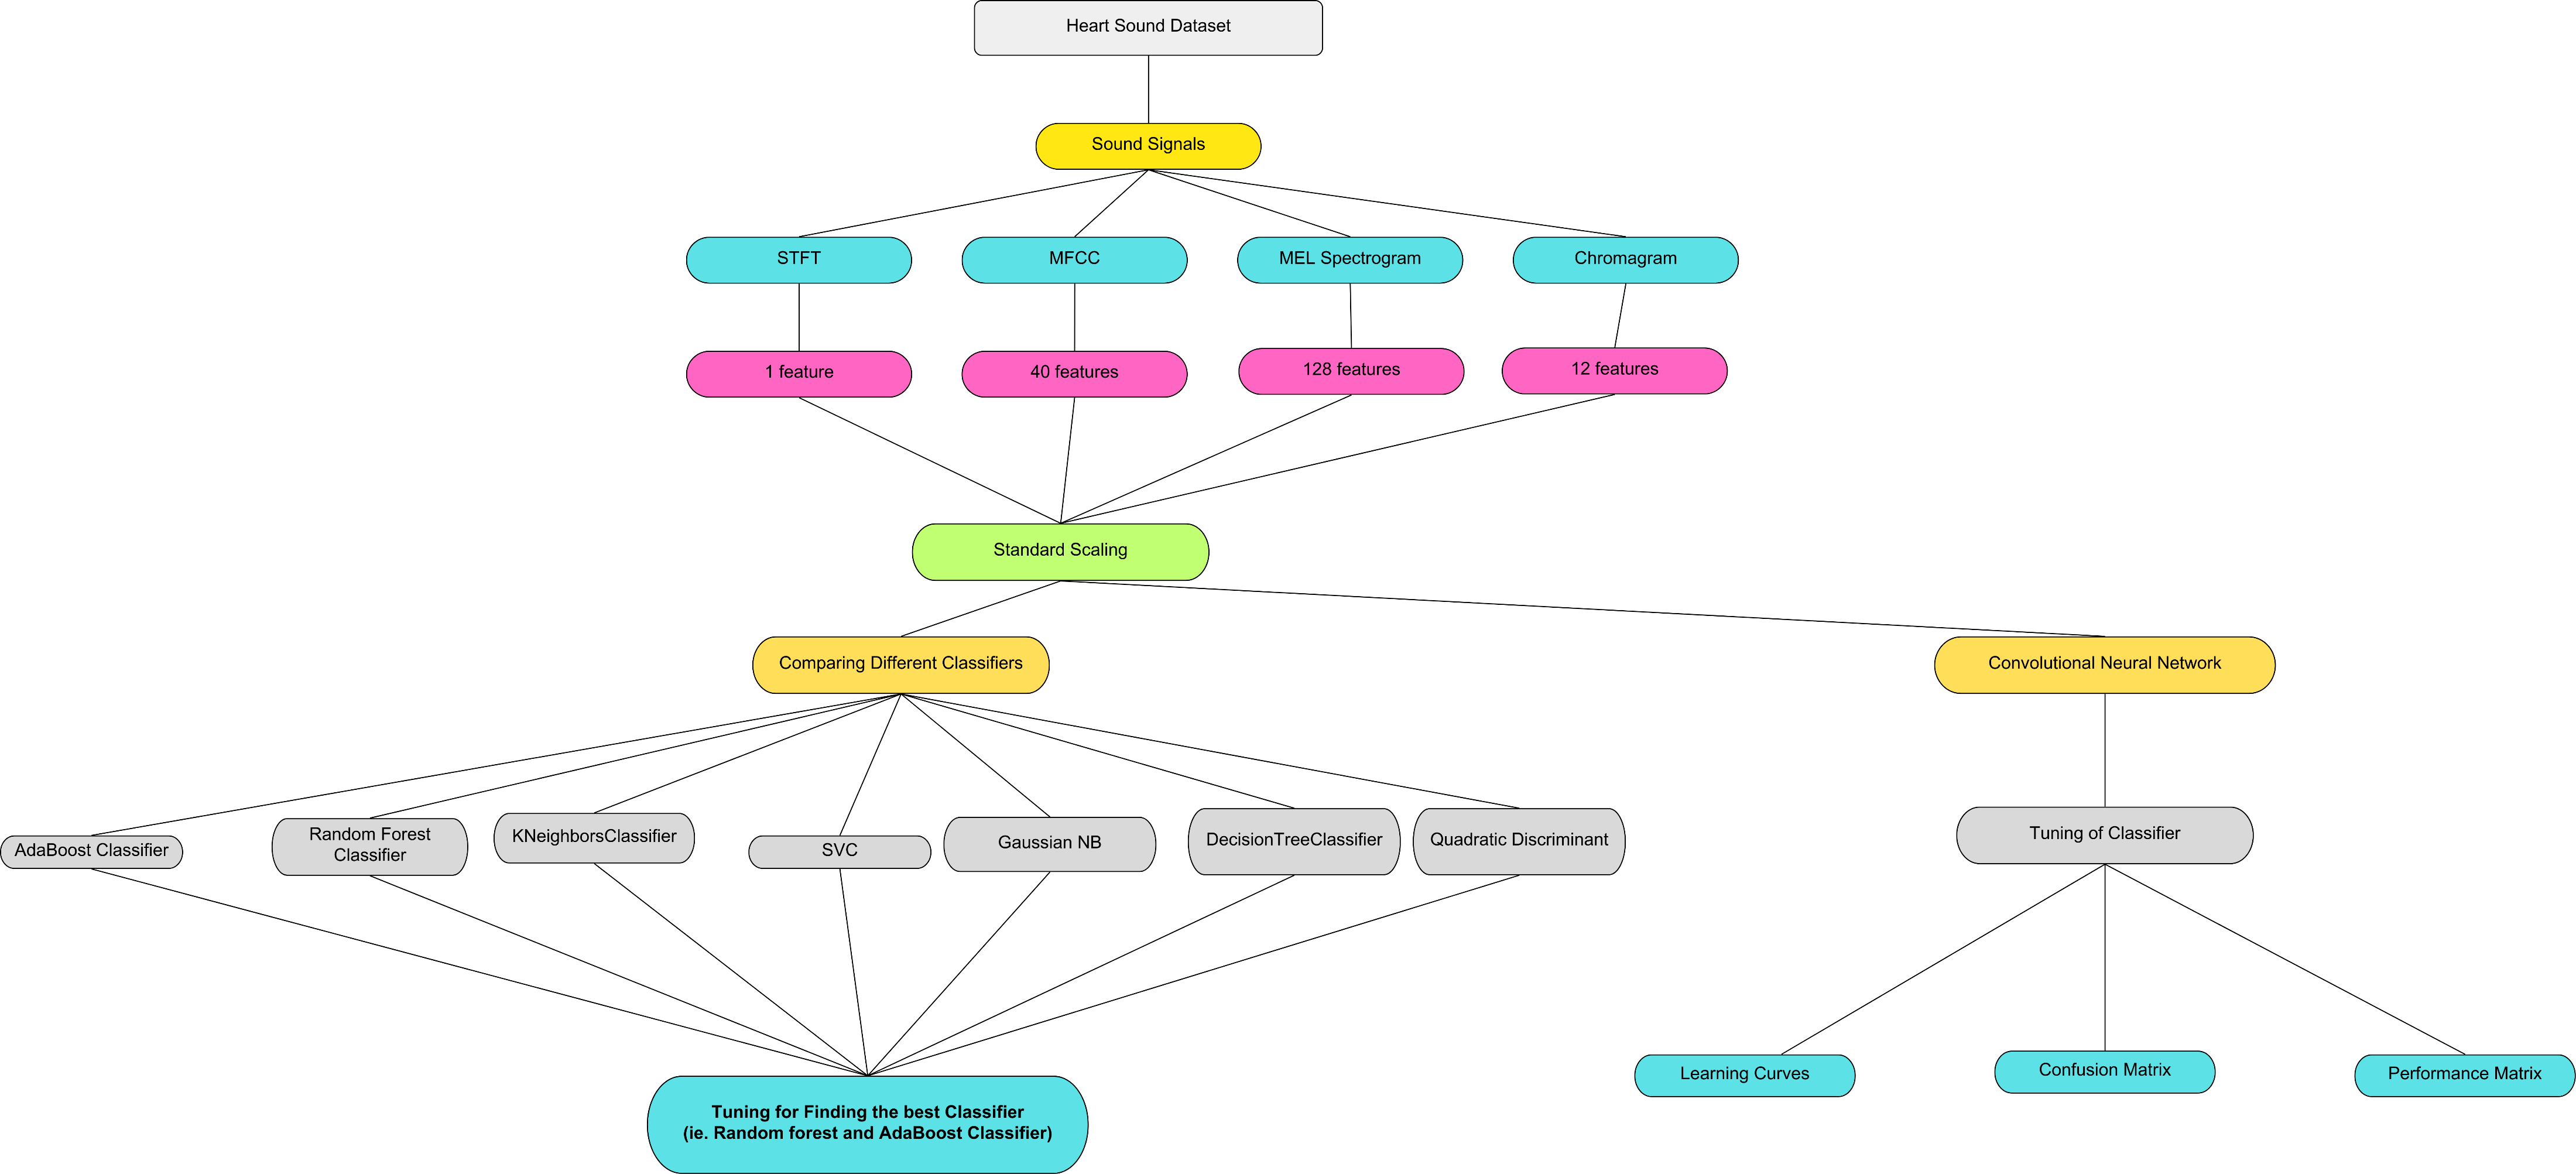 Heart Sound Dataset
Sound Signals
STFT
MFCC
MEL Spectrogram
Chromagram
1 feature
40 features
128 features
12 features
Standard Scaling
Comparing Different Classifiers
Convolutional Neural Network
AdaBoost Classifier
Random Forest
Classifier
KNeighborsClassifier
SVC
Gaussian NB
DecisionTreeClassifier
Quadratic Discriminant
Tuning of Classifier
Learning Curves
Confusion Matrix
Performance Matrix
Tuning for Finding the best Classifier
(ie. Random forest and AdaBoost Classifier)